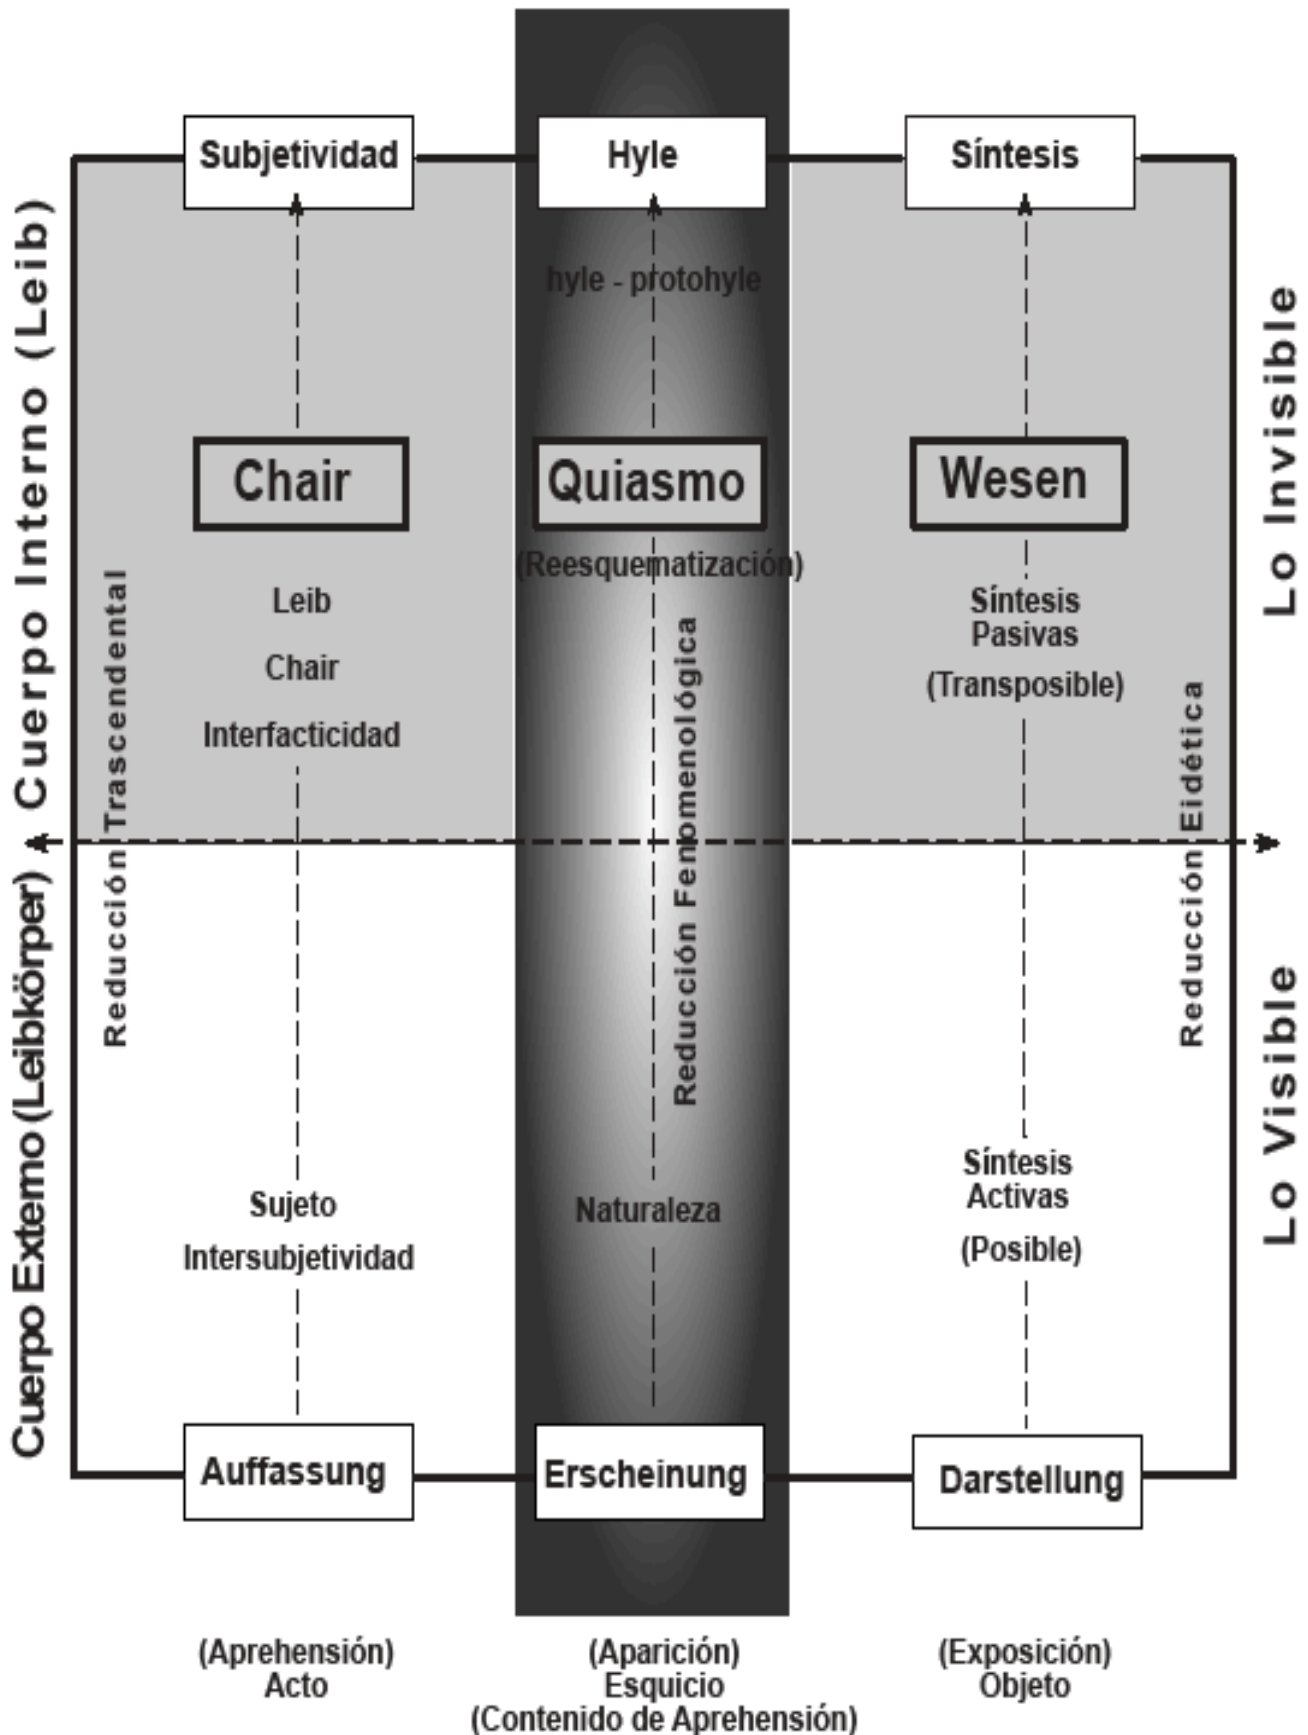 Subjetividad
Hyle
Síntesis
hyle - protohyle
Chair
Quiasmo
Wesen
(Reesquematización)
Leib
Chair
Interfacticidad
Síntesis
Pasivas
(Transposible)
Cuerpo Interno (Leib)
Cuerpo Externo (Leibkörper)
Reducción Trascendental
Reducción Fenomenológica
Reducción Eidética
Lo Invisible
Lo Visible
Sujeto
Intersubjetividad
Naturaleza
Síntesis
Activas
(Posible)
Auffassung
Erscheinung
Darstellung
(Aprehensión)
Acto
(Aparición)
Esquicio
(Contenido de Aprehensión)
(Exposición)
Objeto